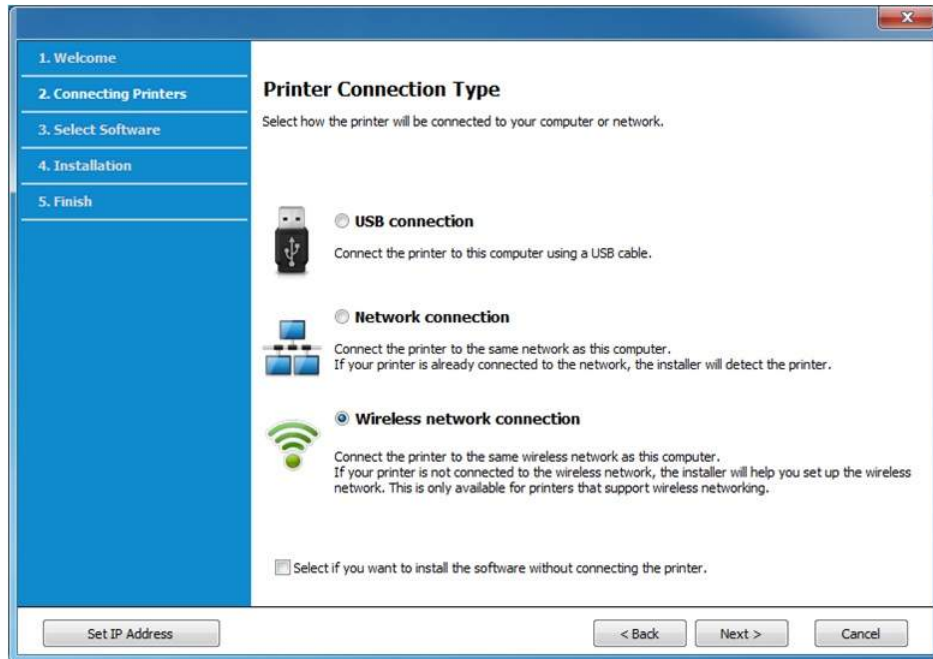 1. Welcome
2. Connecting Printers
3. Select Software
4. Installation
5. Finish
Printer Connection Type
Select how the printer will be connected to your computer or network.
USB connection
Connect the printer to this computer using a USB cable.
Network connection
Connect the printer to the same network as this computer.
If your printer is already connected to the network, the installer will detect the printer.
Wireless network connection
Connect the printer to the same wireless network as this computer.
If your printer is not connected to the wireless network, the installer will help you set up the wireless
network. This is only available for printers that support wireless networking.
Select if you want to install the software without connecting the printer.
Set IP Address
< Back
Next >
Cancel